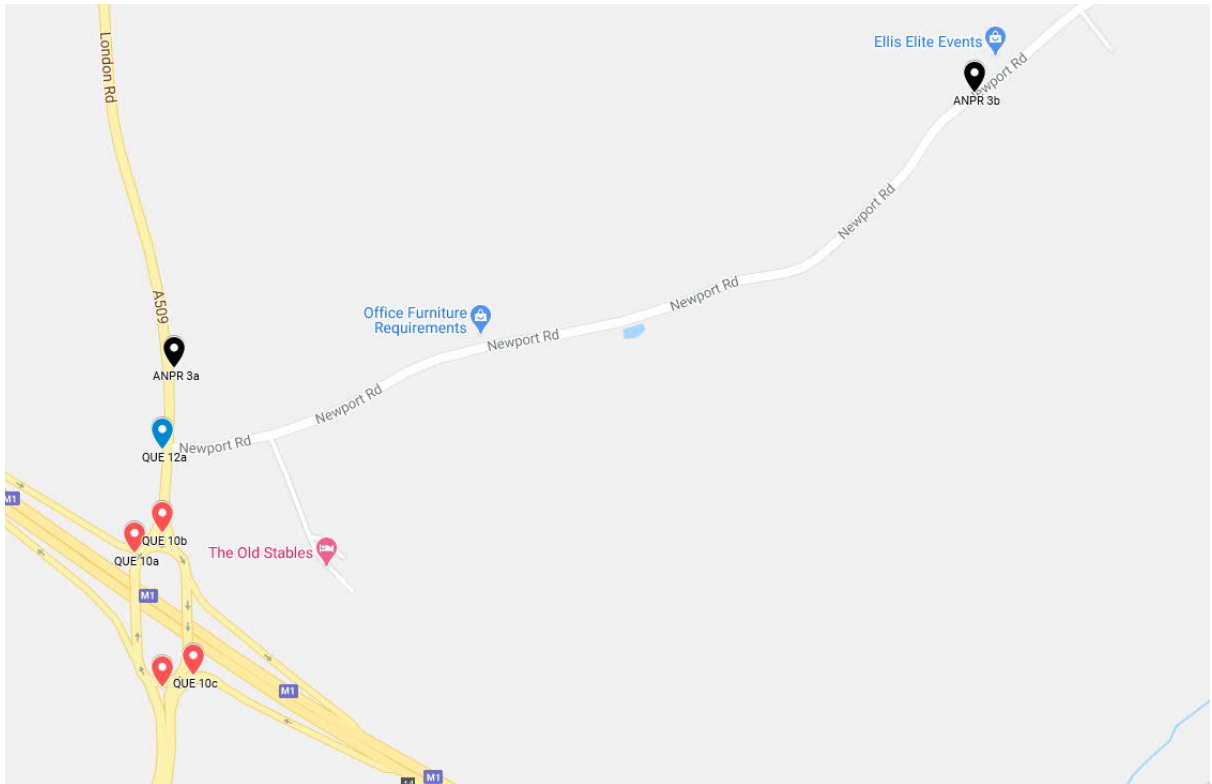 London Rd
Ellis Elite Events
Newport Rd
ANPR 3b
Newport Rd
A509
Newport Rd
Office Furniture
Requirements
Newport Rd
ANPR 3a
Newport Rd
Newport Rd
QUE 12a
M1
QUE 10b
QUE 10a
The Old Stables
M1
QUE 10c
M1
M1
14